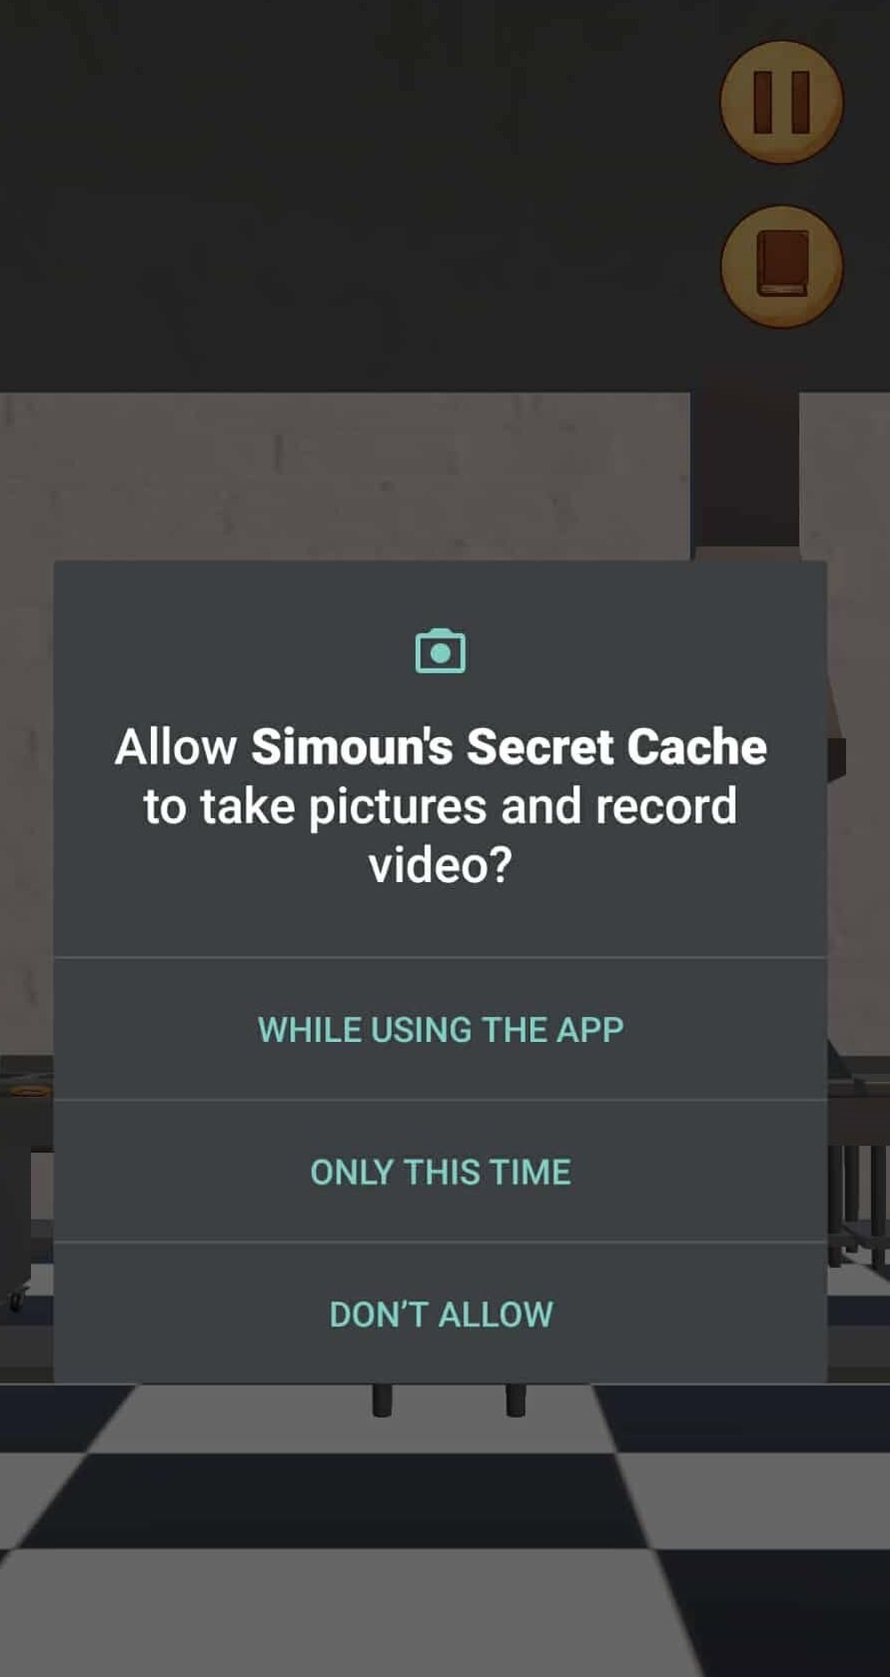 Allow Simoun's Secret Cache
to take pictures and record
video?
WHILE USING THE APP
ONLY THIS TIME
DON’T ALLOW